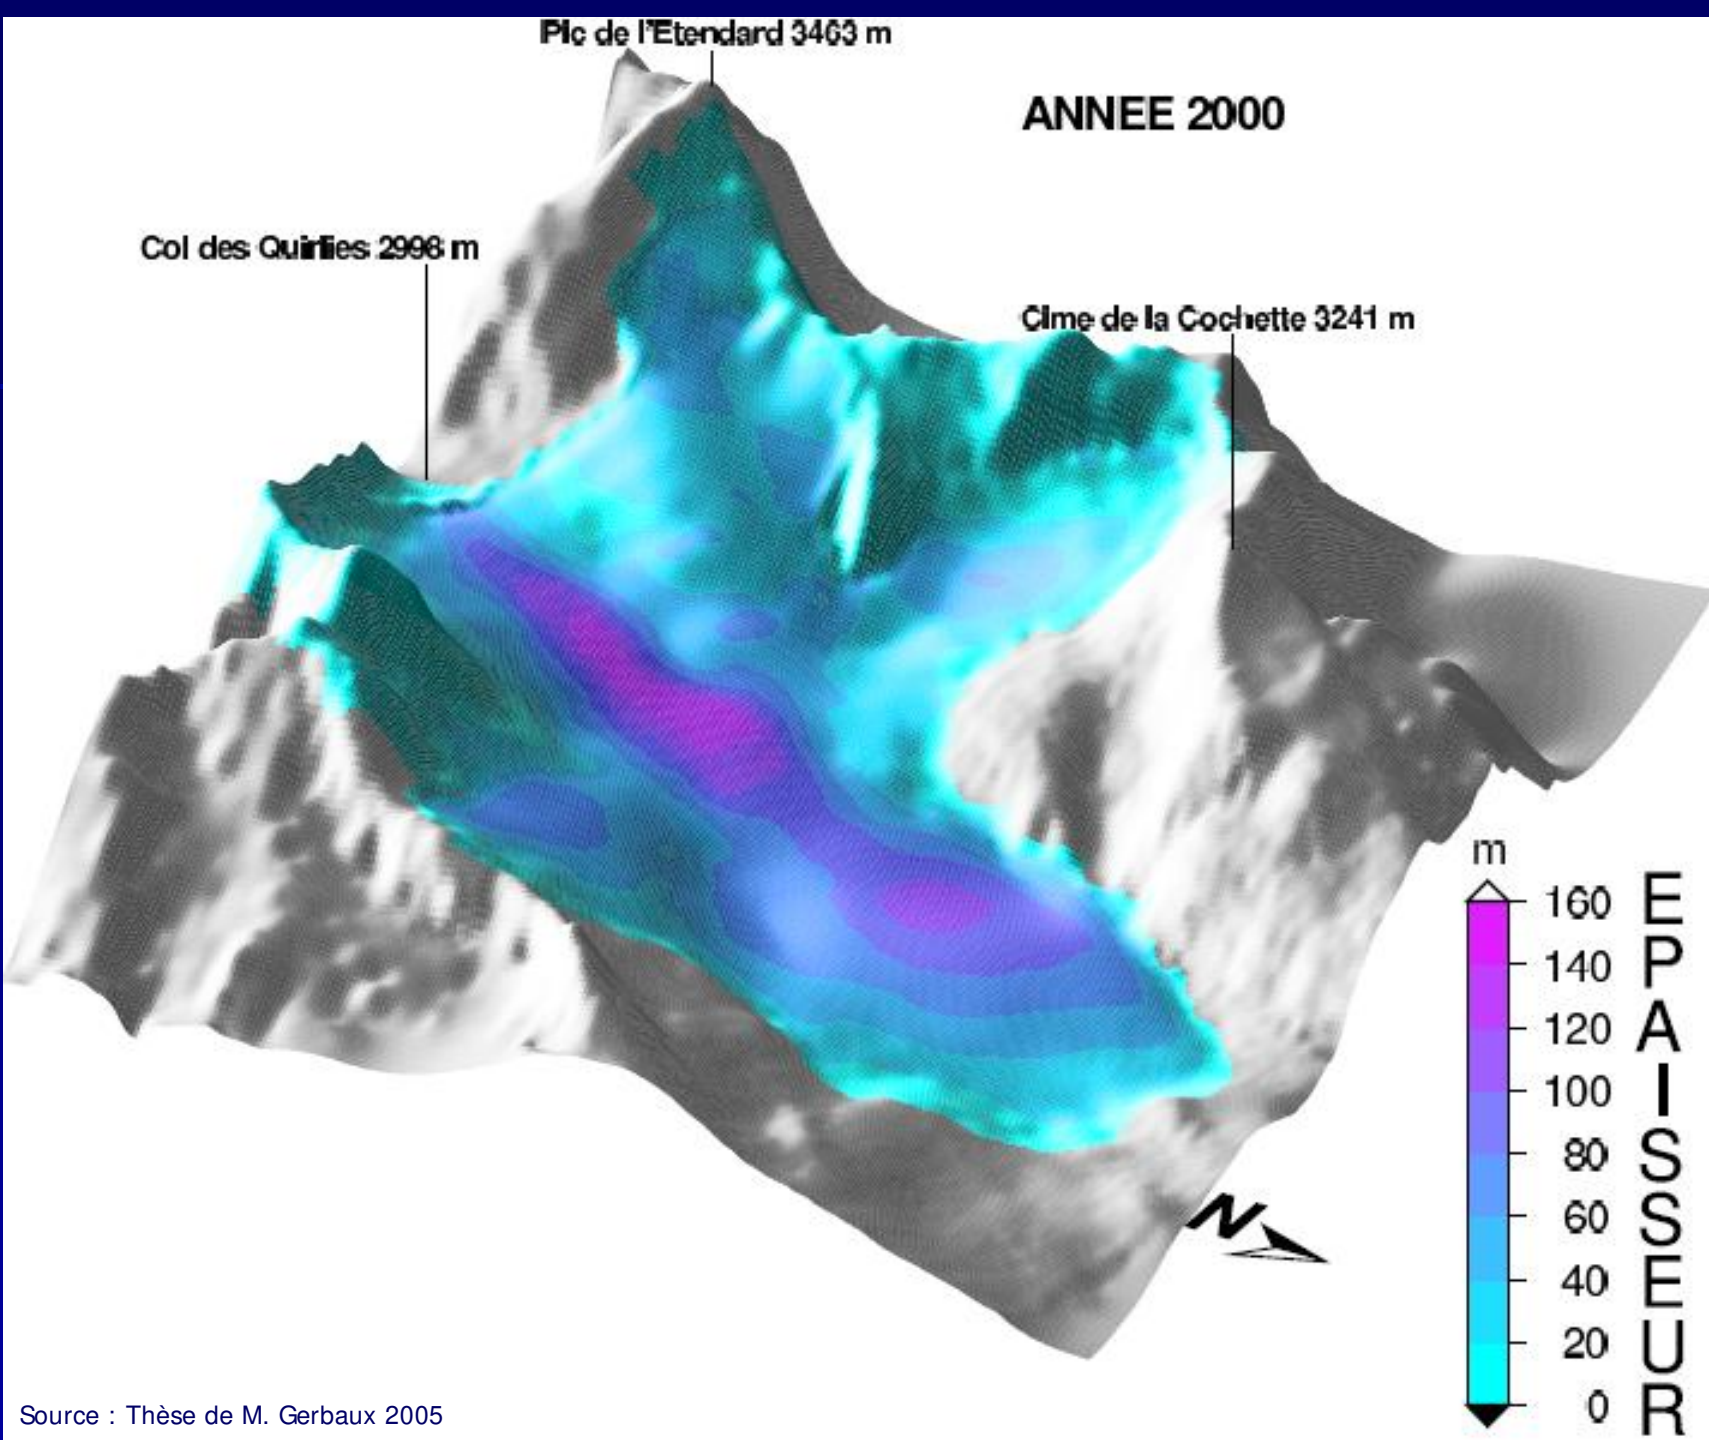 Pic de l'Etendard 3463 m
ANNEE 2000
Col des Quirlies 2998 m
Cime de la Cochette 3241 m
m
160
140
120
100
80
60
40
20
0
EPAISSEUR
N
Source : Thèse de M. Gerbaux 2005